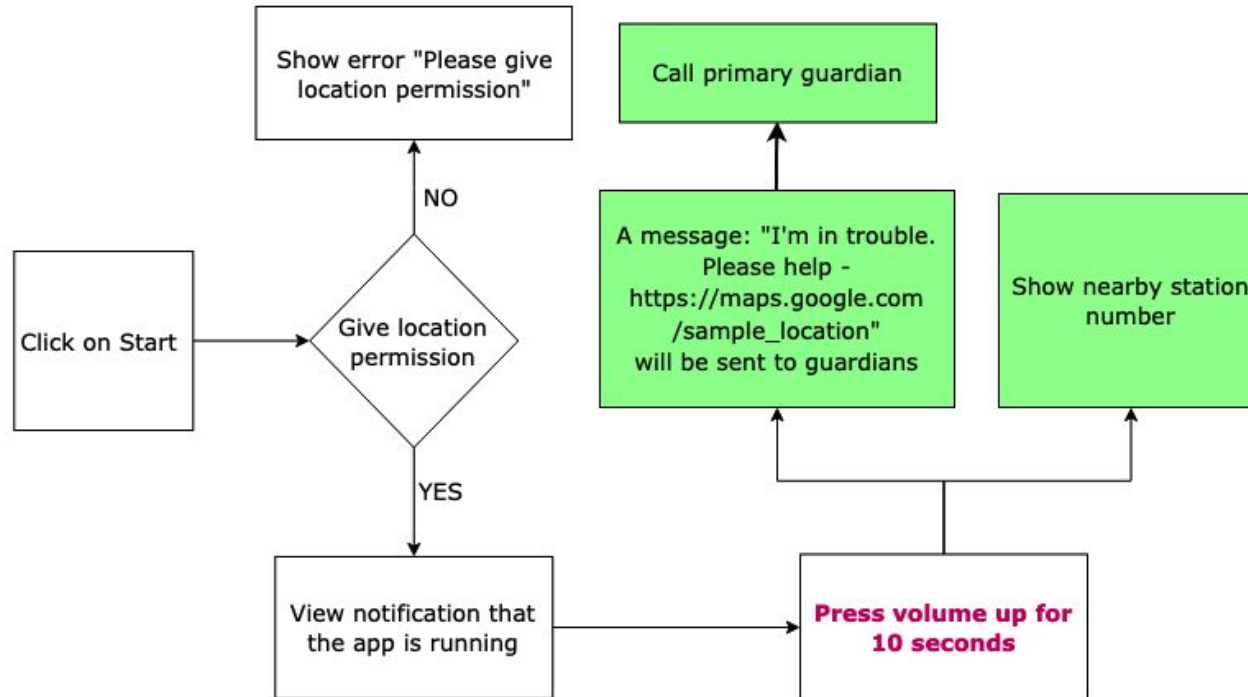 Show error "Please give
location permission"
Call primary guardian
NO
A message: "I'm in trouble.
Please help -
https://maps.google.com
/sample_location"
will be sent to guardians
Show nearby station
number
Click on Start
Give location
permission
YES
View notification that
the app is running
Press volume up for
10 seconds